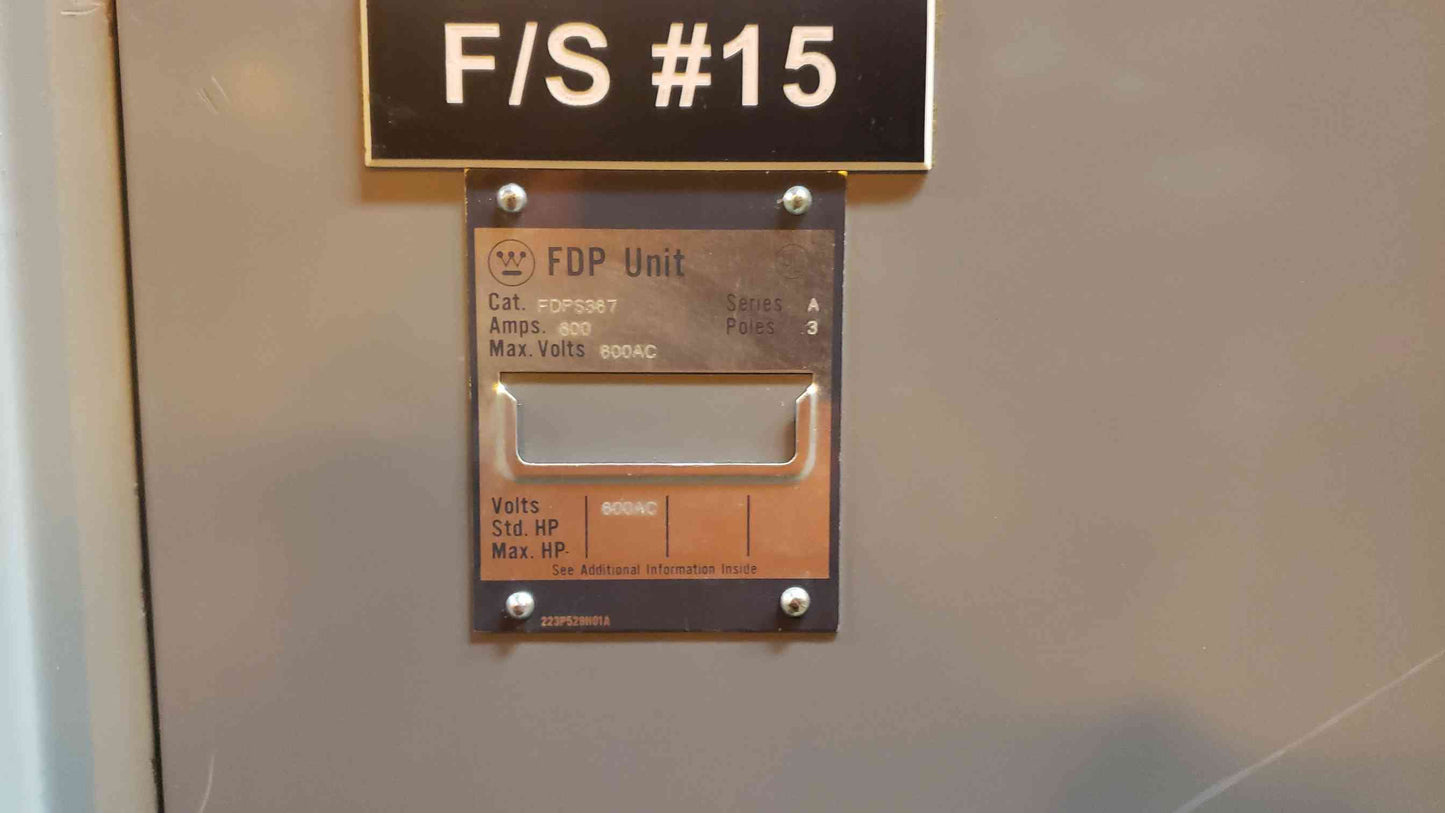 F/S #15
FDP Unit
Cat. FDPS367 Series A
Amps. 800 Poles 3
Max. Volts 600AC
Volts 600AC
Std. HP
Max. HP
See Additional Information Inside
223P529H01A